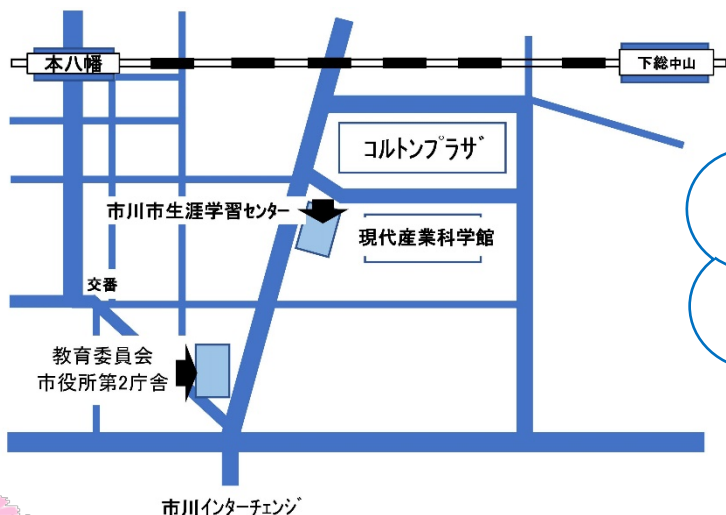 本八幡
下総中山
コルトンプラザ
市川市生涯学習センター
現代産業科学館
交番
教育委員会
市役所第2庁舎
市川インターチェンジ